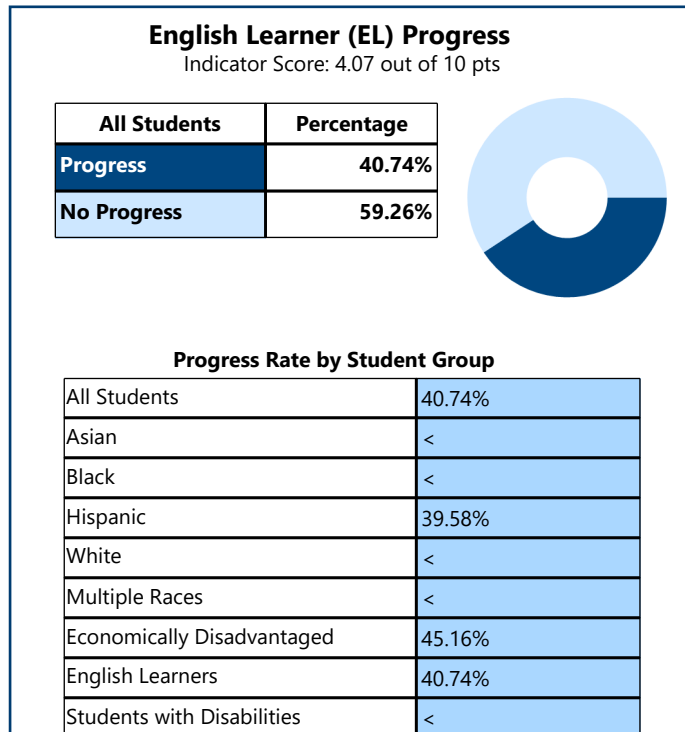 English Learner (EL) Progress
Indicator Score: 4.07 out of 10 pts
All Students Percentage
Progress 40.74%
No Progress 59.26%
Progress Rate by Student Group
All Students 40.74%
Asian <
Black <
Hispanic 39.58%
White <
Multiple Races <
Economically Disadvantaged 45.16%
English Learners 40.74%
Students with Disabilities <